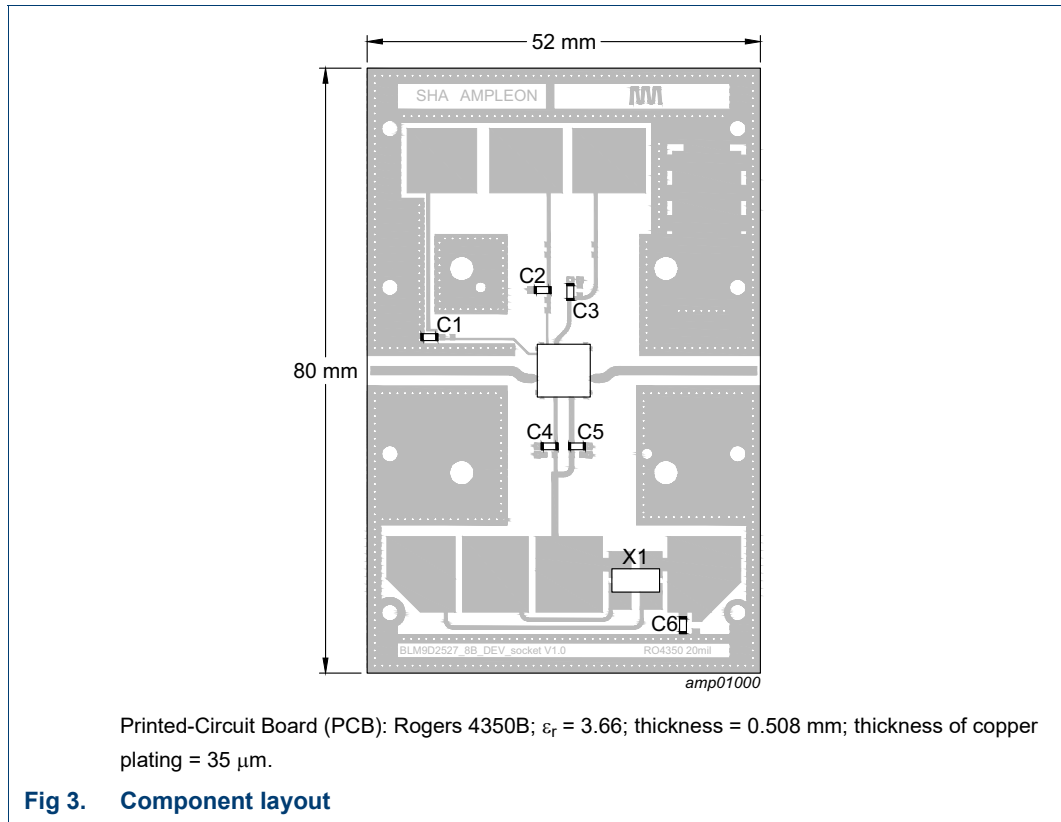 52 mm
SHA AMPLEON
C2
C3
C1
80 mm
C4 C5
X1
C6
BLM9D2527_8B_DEV_socket V1.0 RO4350 20mil
amp01000
Printed-Circuit Board (PCB): Rogers 4350B; εr = 3.66; thickness = 0.508 mm; thickness of copper
plating = 35 μm.
Fig 3. Component layout